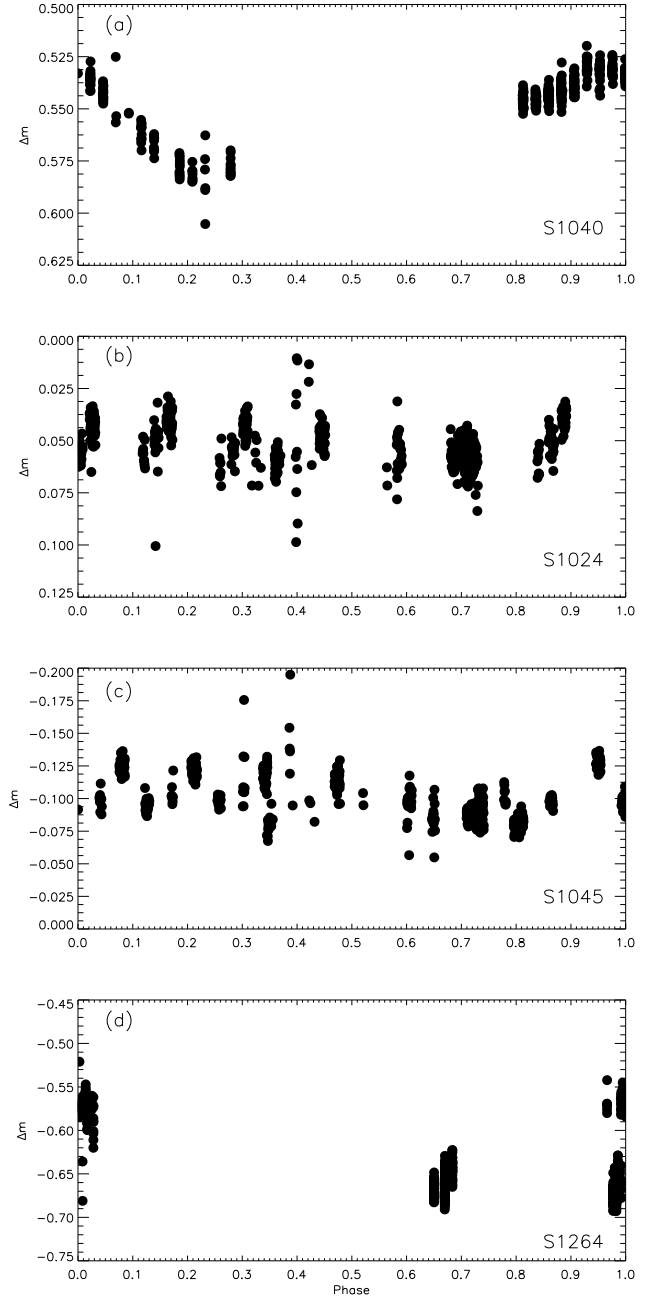 (a)
0.500
0.525
0.550
0.575
0.600
0.625
Δm
S1040
0.0 0.1 0.2 0.3 0.4 0.5 0.6 0.7 0.8 0.9 1.0
(b)
0.000
0.025
0.050
0.075
0.100
0.125
Δm
S1024
0.0 0.1 0.2 0.3 0.4 0.5 0.6 0.7 0.8 0.9 1.0
(c)
−0.200
−0.175
−0.150
−0.125
−0.100
−0.075
−0.050
−0.025
0.000
Δm
S1045
0.0 0.1 0.2 0.3 0.4 0.5 0.6 0.7 0.8 0.9 1.0
(d)
−0.45
−0.50
−0.55
−0.60
−0.65
−0.70
−0.75
Δm
S1264
0.0 0.1 0.2 0.3 0.4 0.5 0.6 0.7 0.8 0.9 1.0
Phase